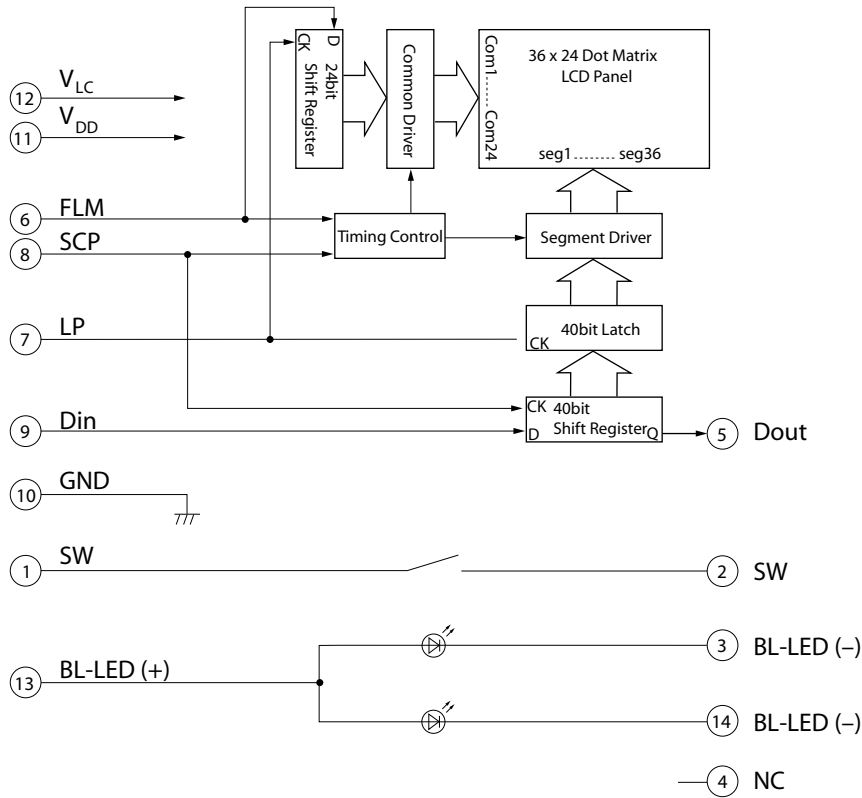 D
CK
24bit
Shift Register
Common Driver
Com1......Com24
36 x 24 Dot Matrix
LCD Panel
seg1........seg36
12 VLC
11 VDD
6 FLM
8 SCP
Timing Control
Segment Driver
7 LP
40bit Latch
CK
CK 40bit
Shift Register
D
Q
9 Din
5 Dout
10 GND
1 SW
2 SW
3 BL-LED (–)
13 BL-LED (+)
14 BL-LED (–)
4 NC